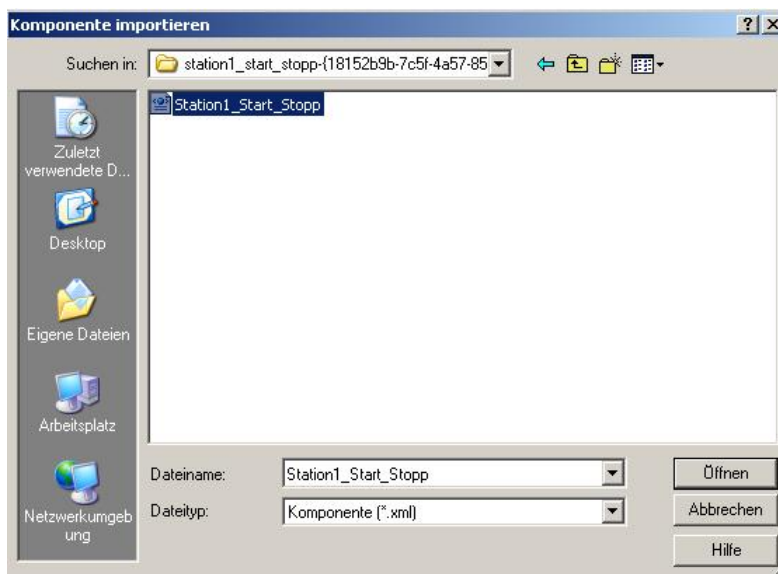 Komponente importieren
Suchen in:
station1_start_stopp-{18152b9b-7c5f-4a57-85
Station1_Start_Stopp
Zuletzt
verwendete D...
Desktop
Eigene Dateien
Arbeitsplatz
Netzwerkumgeb
ung
Dateiname:
Station1_Start_Stopp
Öffnen
Dateityp:
Komponente (*.xml)
Abbrechen
Hilfe